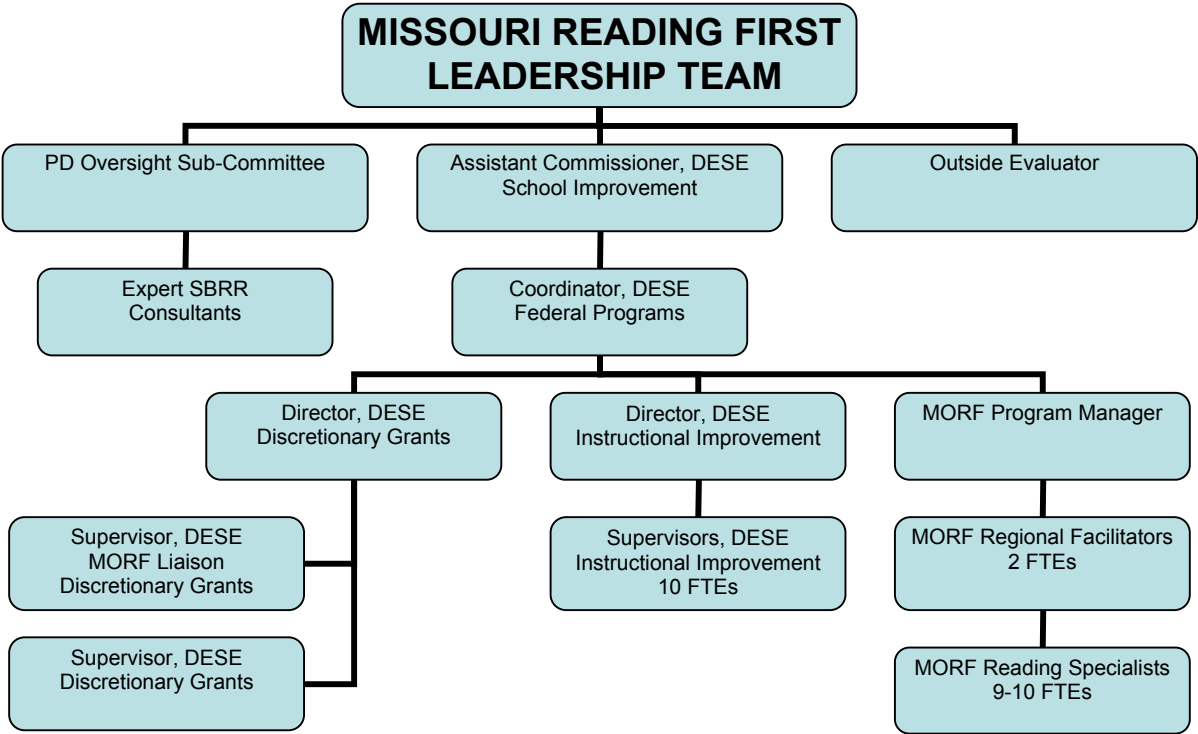 MISSOURI READING FIRST
LEADERSHIP TEAM
PD Oversight Sub-Committee
Assistant Commissioner, DESE
School Improvement
Outside Evaluator
Expert SBRR
Consultants
Coordinator, DESE
Federal Programs
Director, DESE
Discretionary Grants
Director, DESE
Instructional Improvement
MORF Program Manager
Supervisor, DESE
MORF Liaison
Discretionary Grants
Supervisors, DESE
Instructional Improvement
10 FTEs
MORF Regional Facilitators
2 FTEs
Supervisor, DESE
Discretionary Grants
MORF Reading Specialists
9-10 FTEs